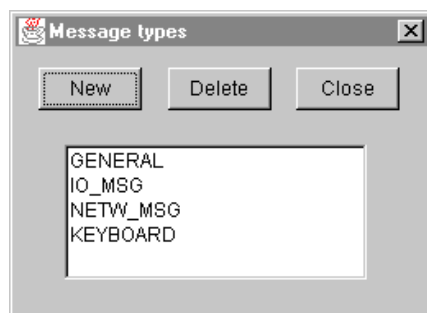 Message types
New Delete Close
GENERAL
IO_MSG
NETW_MSG
KEYBOARD